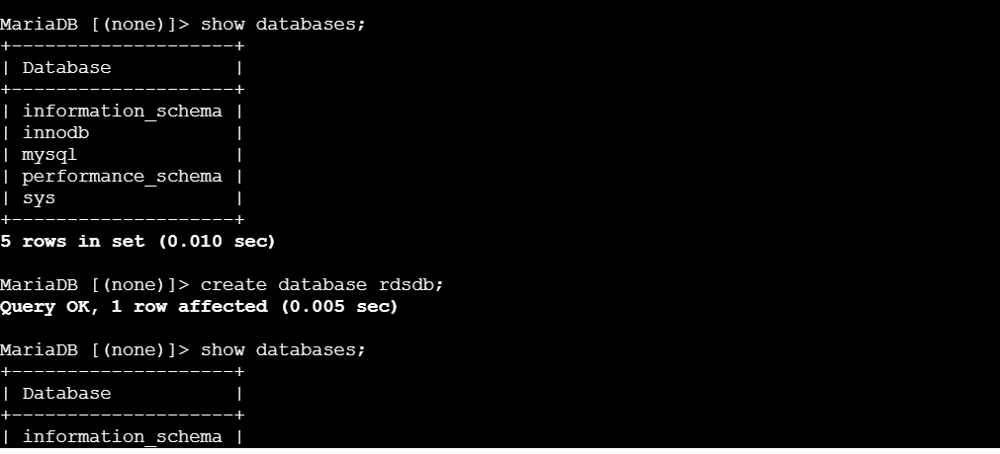 MariaDB [(none)]> show databases;
+--------------------+
| Database           |
+--------------------+
| information_schema |
| innodb             |
| mysql              |
| performance_schema |
| sys                |
+--------------------+
5 rows in set (0.010 sec)
MariaDB [(none)]> create database rdsdb;
Query OK, 1 row affected (0.005 sec)
MariaDB [(none)]> show databases;
+--------------------+
| Database           |
+--------------------+
| information_schema |